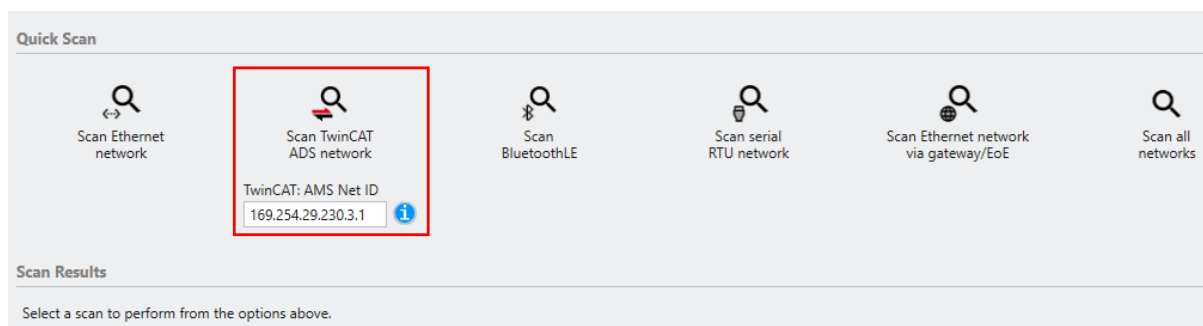 Quick Scan
Scan Ethernet
network
Scan TwinCAT
ADS network
Scan
BluetoothLE
Scan serial
RTU network
Scan Ethernet network
via gateway/EoE
Scan all
networks
TwinCAT: AMS Net ID
169.254.29.230.3.1
Scan Results
Select a scan to perform from the options above.